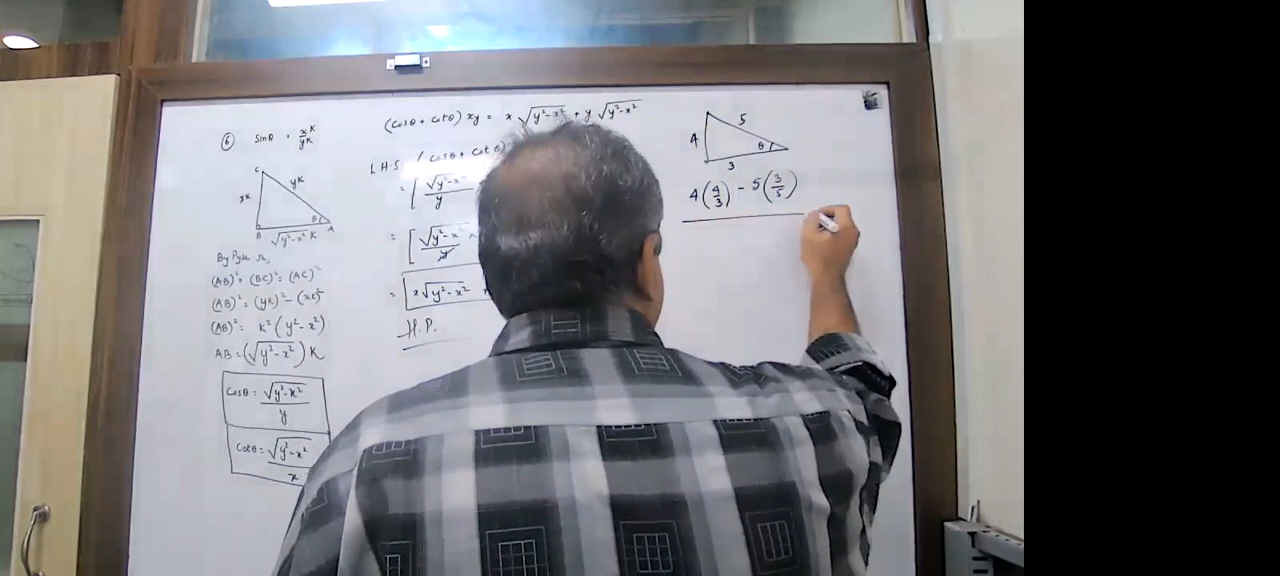 ⑥ Sinθ = xK/yK
C
xK
yK
θ
B
A
√(y²-x²) K
By Pyth th,
(AB)² + (BC)² = (AC)²
(AB)² = (yK)² - (xK)²
(AB)² = K² (y² - x²)
AB = (√(y²-x²)) K
Cosθ = √(y²-x²)/y
Cotθ = √(y²-x²)/x
(Cosθ + Cotθ) xy = x √(y²-x²) + y √(y²-x²)
L.H.S (Cosθ + Cotθ)
= [ √(y²-x²)/y
= [ √(y²-x²)
= x√(y²-x²)
H.P.
4
5
θ
3
4(4/3) - 5(3/5)